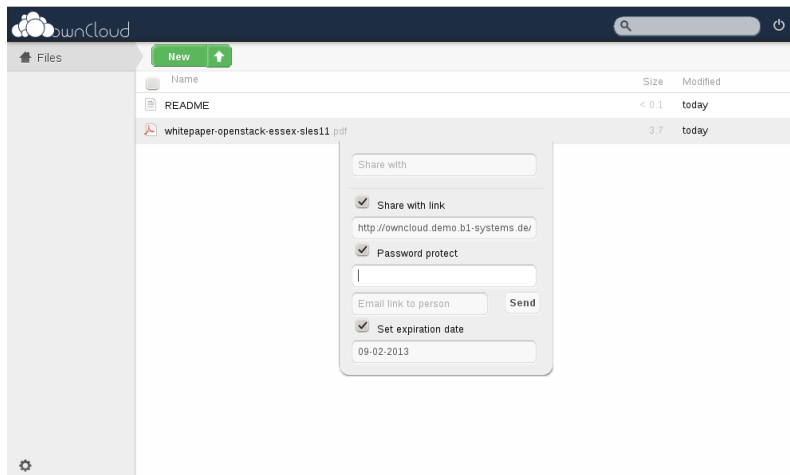 ownCloud
Files
New
Name Size Modified
README < 0.1 today
whitepaper-openstack-essex-sles11.pdf 3.7 today
Share with
Share with link
http://owncloud.demo.b1-systems.de/
Password protect
Email link to person Send
Set expiration date
09-02-2013